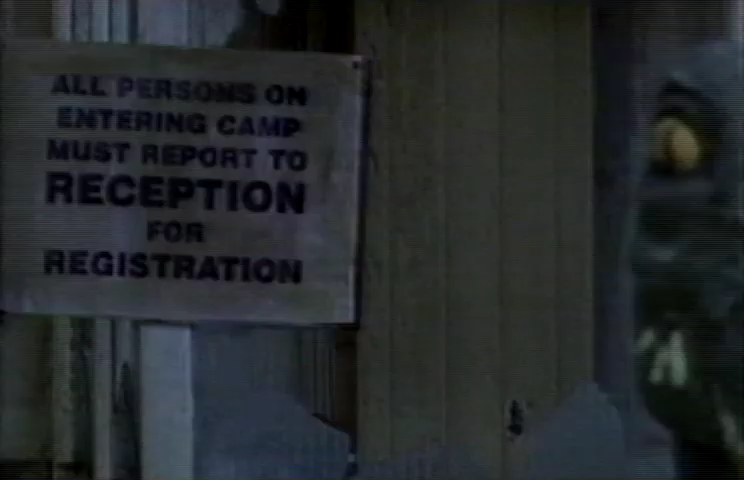 ALL PERSONS ON
ENTERING CAMP
MUST REPORT TO
RECEPTION
FOR
REGISTRATION